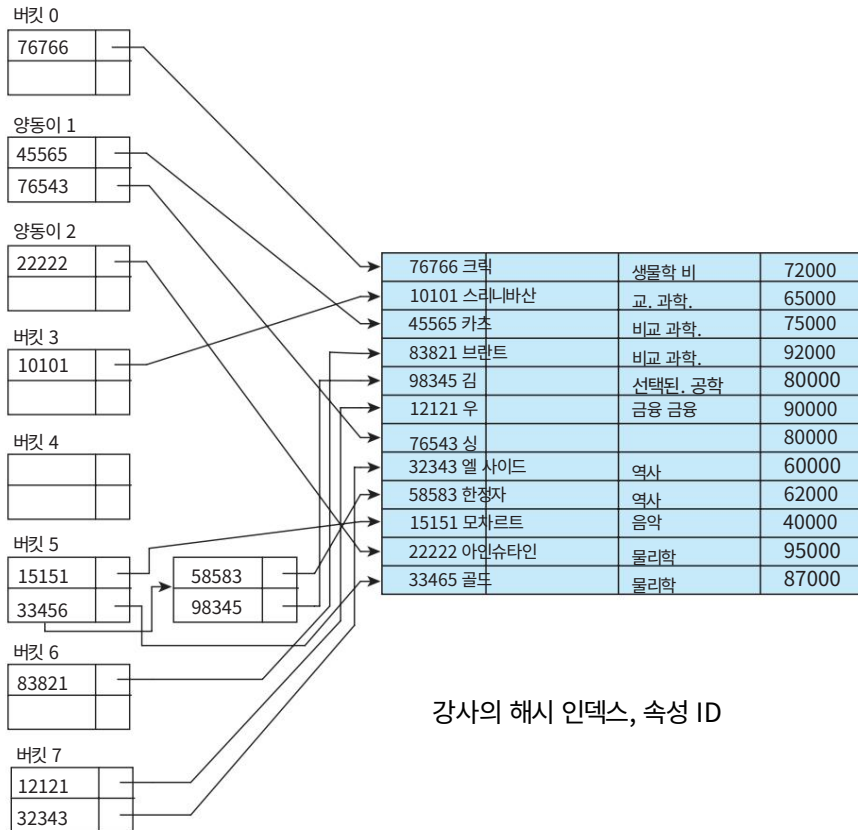 버킷 0
76766
양동이 1
45565
76543
양동이 2
22222
버킷 3
10101
버킷 4
버킷 5
15151
33456
58583
98345
버킷 6
83821
버킷 7
12121
32343
76766 크릭 생물학 비 72000
10101 스리니바산 교. 과학. 65000
45565 카츠 비교 과학. 75000
83821 브란트 비교 과학. 92000
98345 김 선택된. 공학 80000
12121 우 금융 금융 90000
76543 싱 80000
32343 엘 사이드 역사 60000
58583 한정자 역사 62000
15151 모차르트 음악 40000
22222 아인슈타인 물리학 95000
33465 골드 물리학 87000
강사의 해시 인덱스, 속성 ID